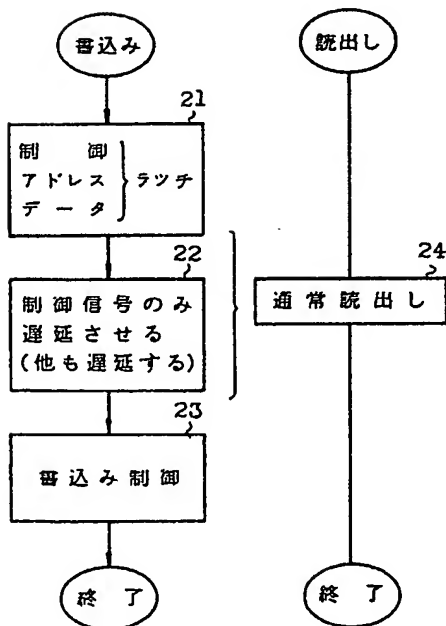 書込み
21
制御
アドレス
データ
ラッチ
22
制御信号のみ
遅延させる
(他も遅延する)
23
書込み制御
終了
読出し
24
通常読出し
終了